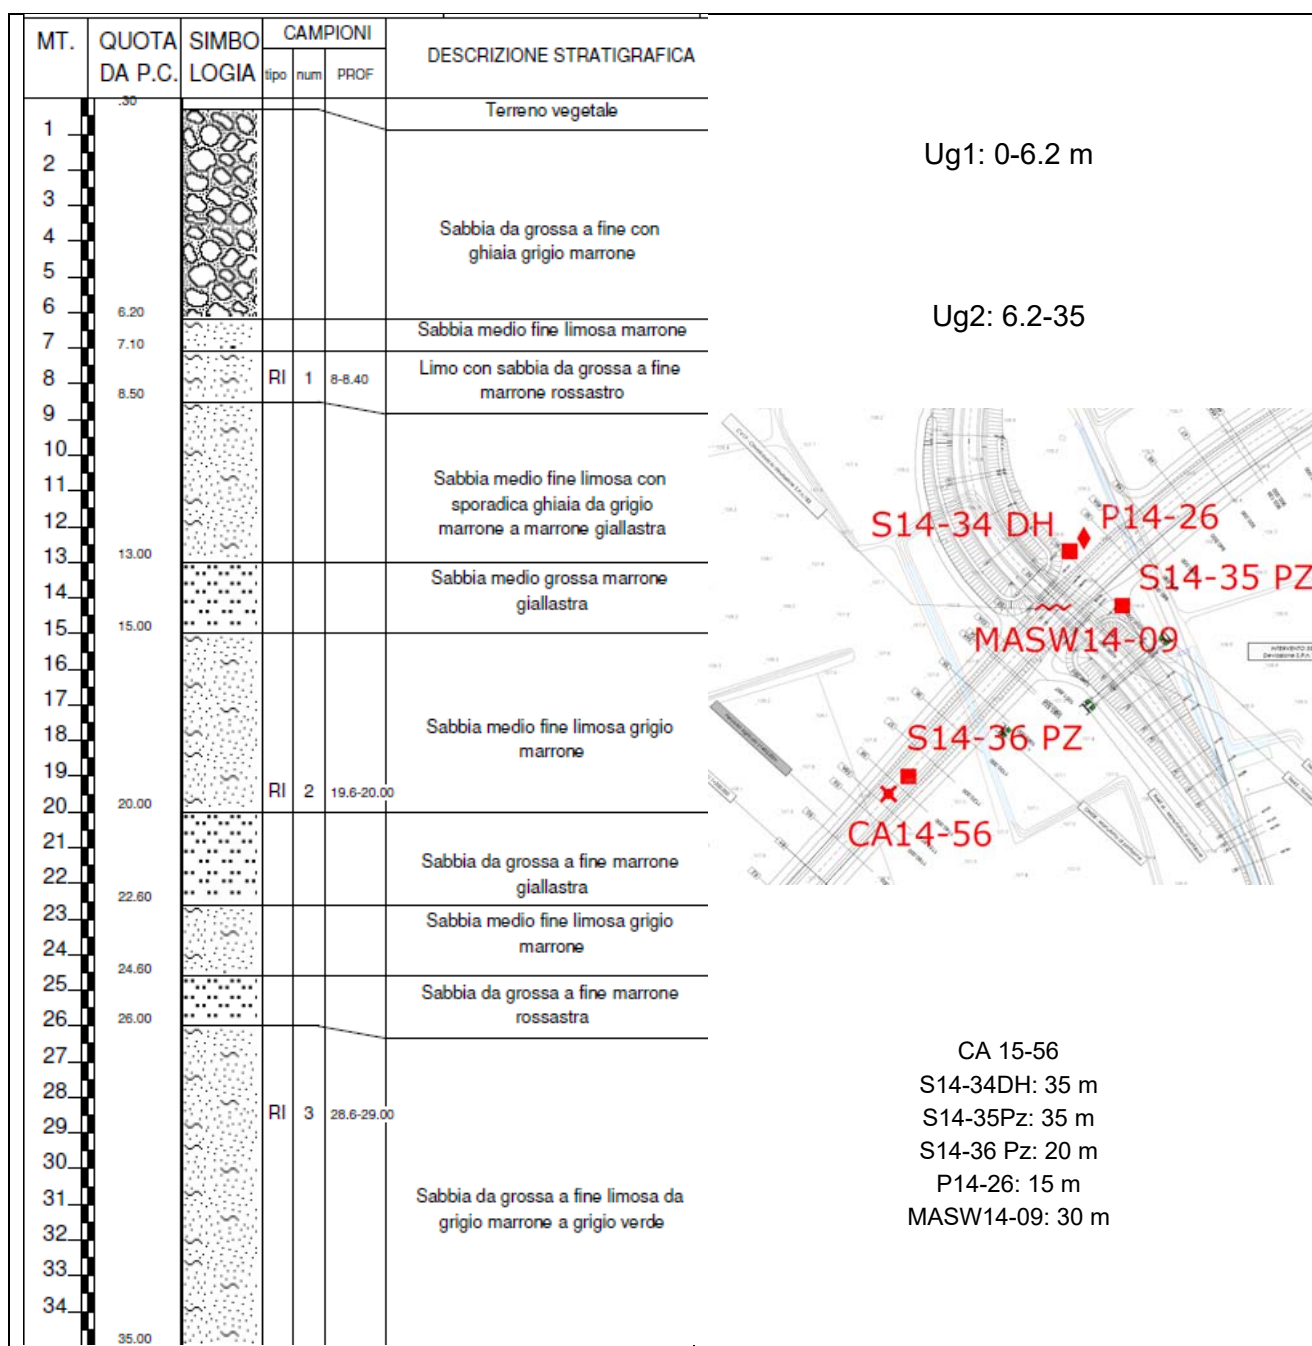 MT.
QUOTA
DA P.C.
SIMBO
LOGIA
CAMPIONI
tipo
num
PROF
DESCRIZIONE STRATIGRAFICA
.30
Terreno vegetale
1
2
3
4
5
6
Sabbia da grossa a fine con
ghiaia grigio marrone
6.20
Sabbia medio fine limosa marrone
7
7.10
8
RI
1
8-8.40
Limo con sabbia da grossa a fine
marrone rossastro
8.50
9
10
11
12
13
Sabbia medio fine limosa con
sporadica ghiaia da grigio
marrone a marrone giallastra
13.00
14
Sabbia medio grossa marrone
giallastra
15
15.00
16
17
18
19
20
Sabbia medio fine limosa grigio
marrone
RI
2
19.6-20.00
20.00
21
22
Sabbia da grossa a fine marrone
giallastra
22.60
23
24
Sabbia medio fine limosa grigio
marrone
24.60
25
26
Sabbia da grossa a fine marrone
rossastra
26.00
27
28
29
RI
3
28.6-29.00
30
31
32
33
34
Sabbia da grossa a fine limosa da
grigio marrone a grigio verde
35.00
Ug1: 0-6.2 m
Ug2: 6.2-35
S14-34 DH
P14-26
S14-35 PZ
MASW14-09
S14-36 PZ
CA14-56
CA 15-56
S14-34DH: 35 m
S14-35Pz: 35 m
S14-36 Pz: 20 m
P14-26: 15 m
MASW14-09: 30 m